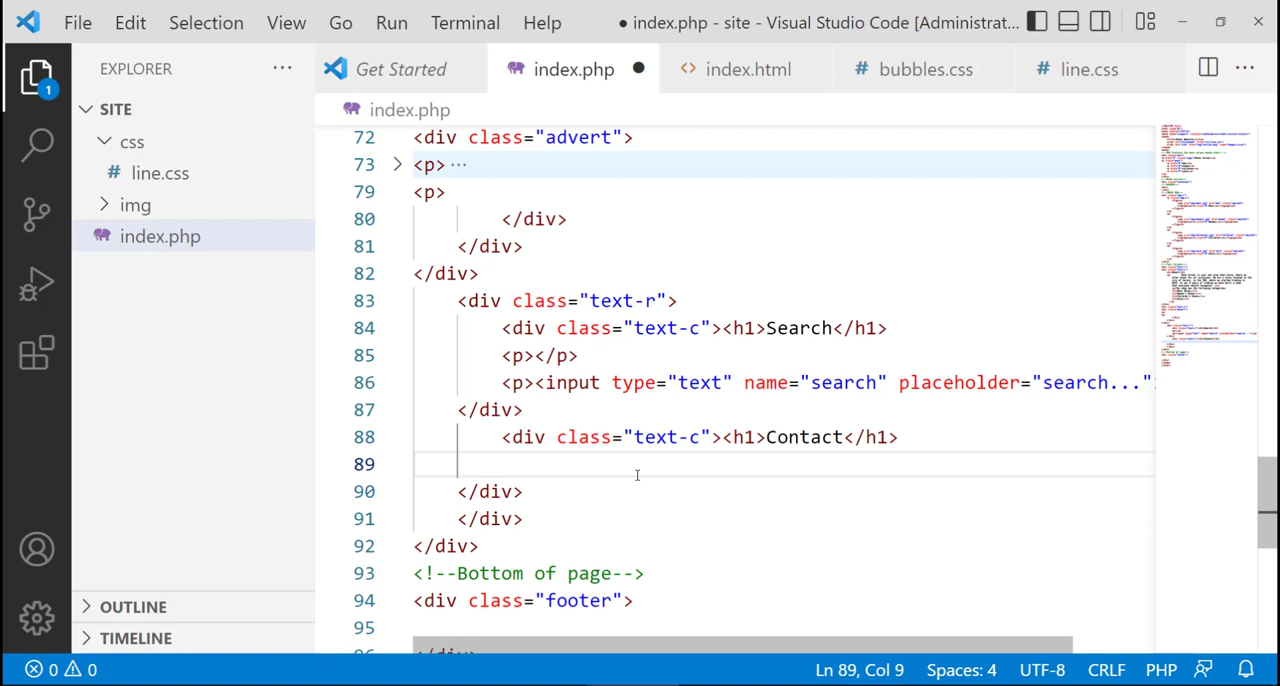 File Edit Selection View Go Run Terminal Help ● index.php - site - Visual Studio Code [Administrat...
EXPLORER ...
Get Started index.php ● index.html # bubbles.css # line.css ...
SITE
index.php
css
# line.css
img
index.php
72 <div class="advert">
73 <p>...
79 <p>
80 </div>
81 </div>
82 </div>
83 <div class="text-r">
84 <div class="text-c"><h1>Search</h1>
85 <p></p>
86 <p><input type="text" name="search" placeholder="search..."
87 </div>
88 <div class="text-c"><h1>Contact</h1>
89
90 </div>
91 </div>
92 </div>
93 <!--Bottom of page-->
94 <div class="footer">
95
96 </div>
1
OUTLINE
TIMELINE
0 0 Ln 89, Col 9 Spaces: 4 UTF-8 CRLF PHP